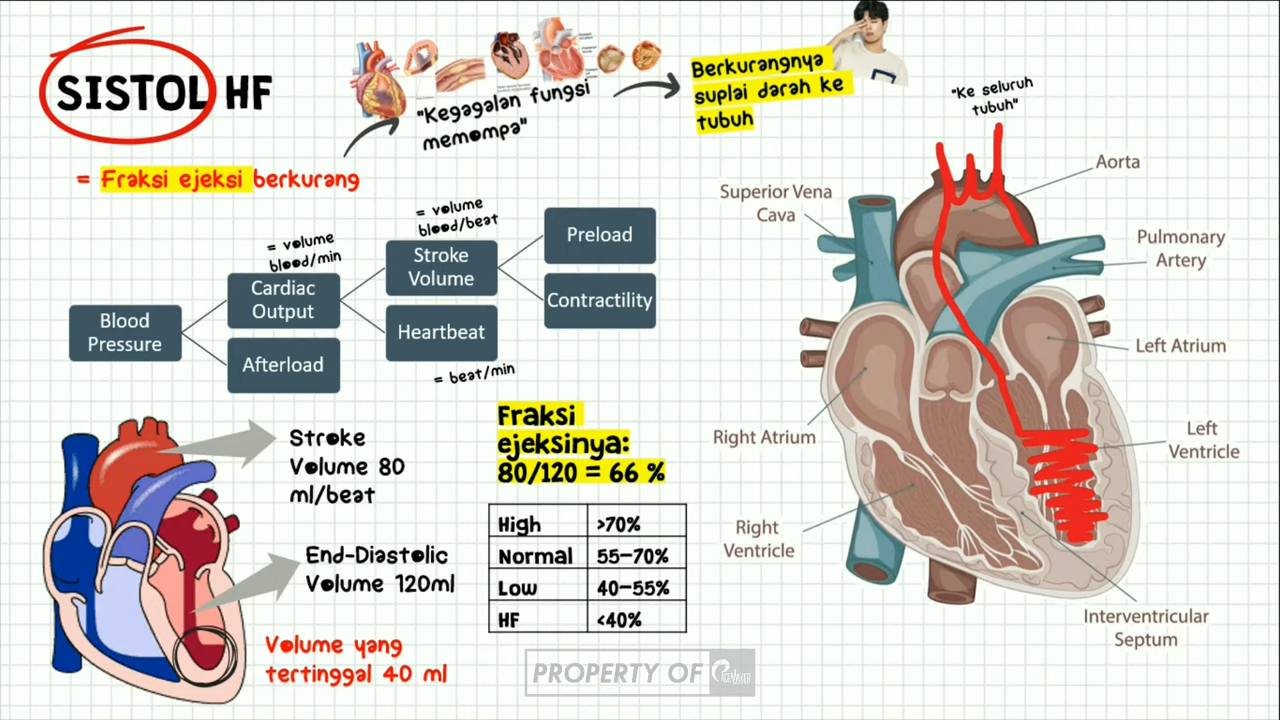 SISTOL HF
"Kegagalan fungsi
memompa"
Berkurangnya
suplai darah ke
tubuh
= Fraksi ejeksi berkurang
"Ke seluruh
tubuh"
= volume
blood/min
= volume
blood/beat
Blood
Pressure
Cardiac
Output
Afterload
Stroke
Volume
Heartbeat
= beat/min
Preload
Contractility
Stroke
Volume 80
ml/beat
End-Diastolic
Volume 120ml
Volume yang
tertinggal 40 ml
Fraksi
ejeksinya:
80/120 = 66 %
High >70%
Normal 55-70%
Low 40-55%
HF <40%
Superior Vena
Cava
Aorta
Pulmonary
Artery
Left Atrium
Right Atrium
Left
Ventricle
Right
Ventricle
Interventricular
Septum
PROPERTY OF